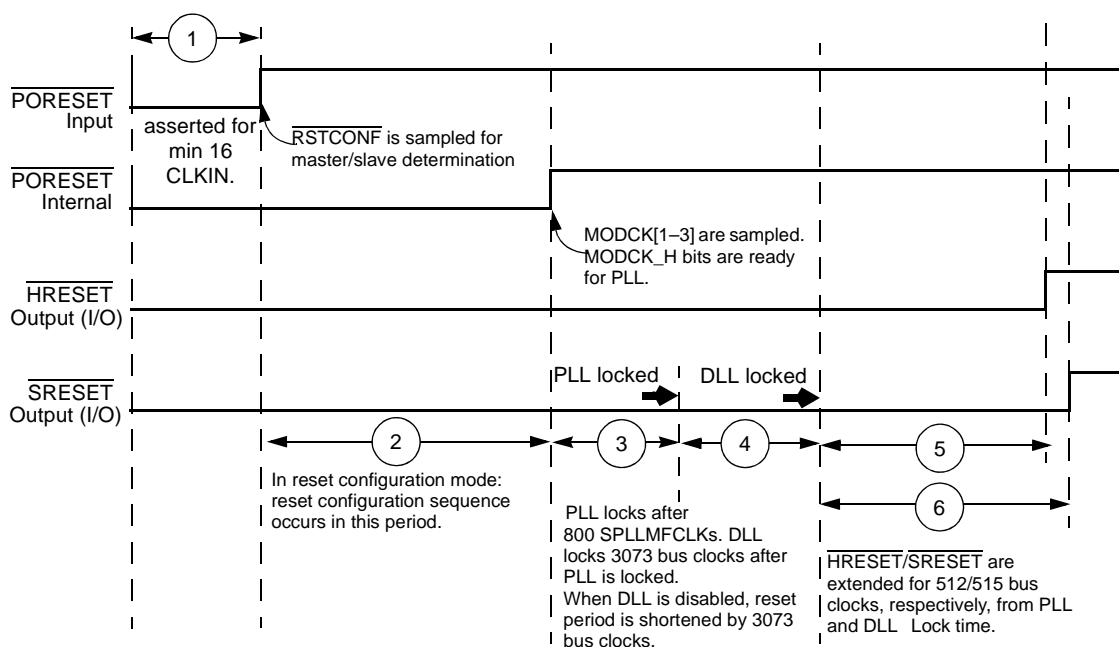 1
PORESET
Input
asserted for
min 16
CLKIN.
RSTCONF is sampled for
master/slave determination
PORESET
Internal
MODCK[1–3] are sampled.
MODCK_H bits are ready
for PLL.
HRESET
Output (I/O)
SRESET
Output (I/O)
PLL locked
DLL locked
2
3
4
5
6
In reset configuration mode:
reset configuration sequence
occurs in this period.
PLL locks after
800 SPLLMFCLKs. DLL
locks 3073 bus clocks after
PLL is locked.
When DLL is disabled, reset
period is shortened by 3073
bus clocks.
HRESET/SRESET are
extended for 512/515 bus
clocks, respectively, from PLL
and DLL Lock time.